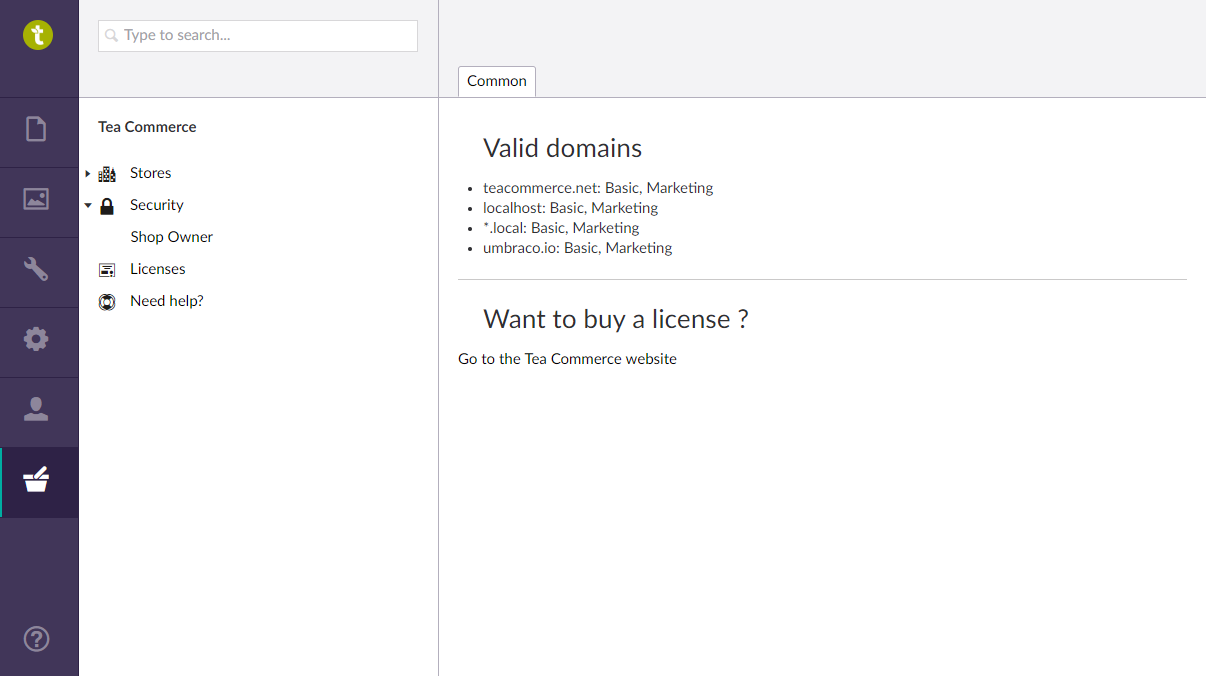 t
Type to search...
Common
Tea Commerce
Stores
Security
Shop Owner
Licenses
Need help?
Valid domains
• teacommerce.net: Basic, Marketing
• localhost: Basic, Marketing
• *.local: Basic, Marketing
• umbraco.io: Basic, Marketing
Want to buy a license ?
Go to the Tea Commerce website
?